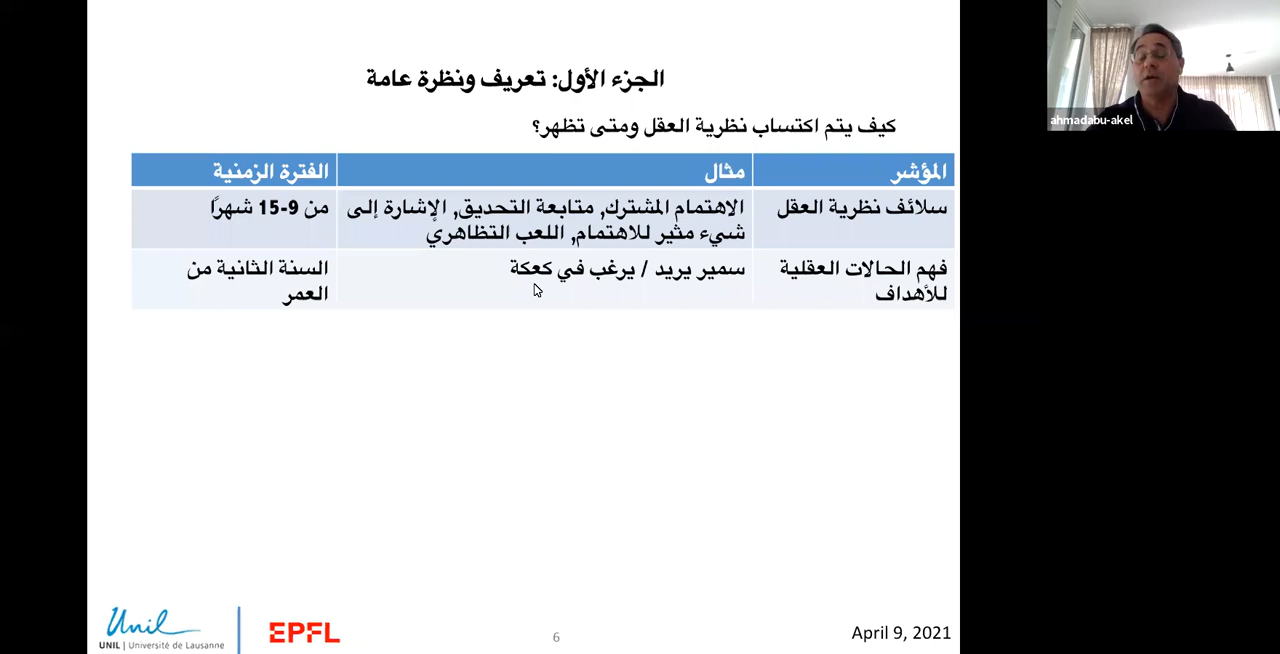 الجزء الأول: تعريف ونظرة عامة
كيف يتم اكتساب نظرية العقل ومتى تظهر؟
المؤشر مثال الفترة الزمنية
سلائف نظرية العقل
الاهتمام المشترك, متابعة التحديق, الإشارة إلى
شيء مثير للاهتمام, اللعب التظاهري
من 9-15 شهرًا
فهم الحالات العقلية
للأهداف
سمير يريد / يرغب في كعكة
السنة الثانية من
العمر
ahmadabu-akel
Unil
UNIL | Université de Lausanne
EPFL
6
April 9, 2021